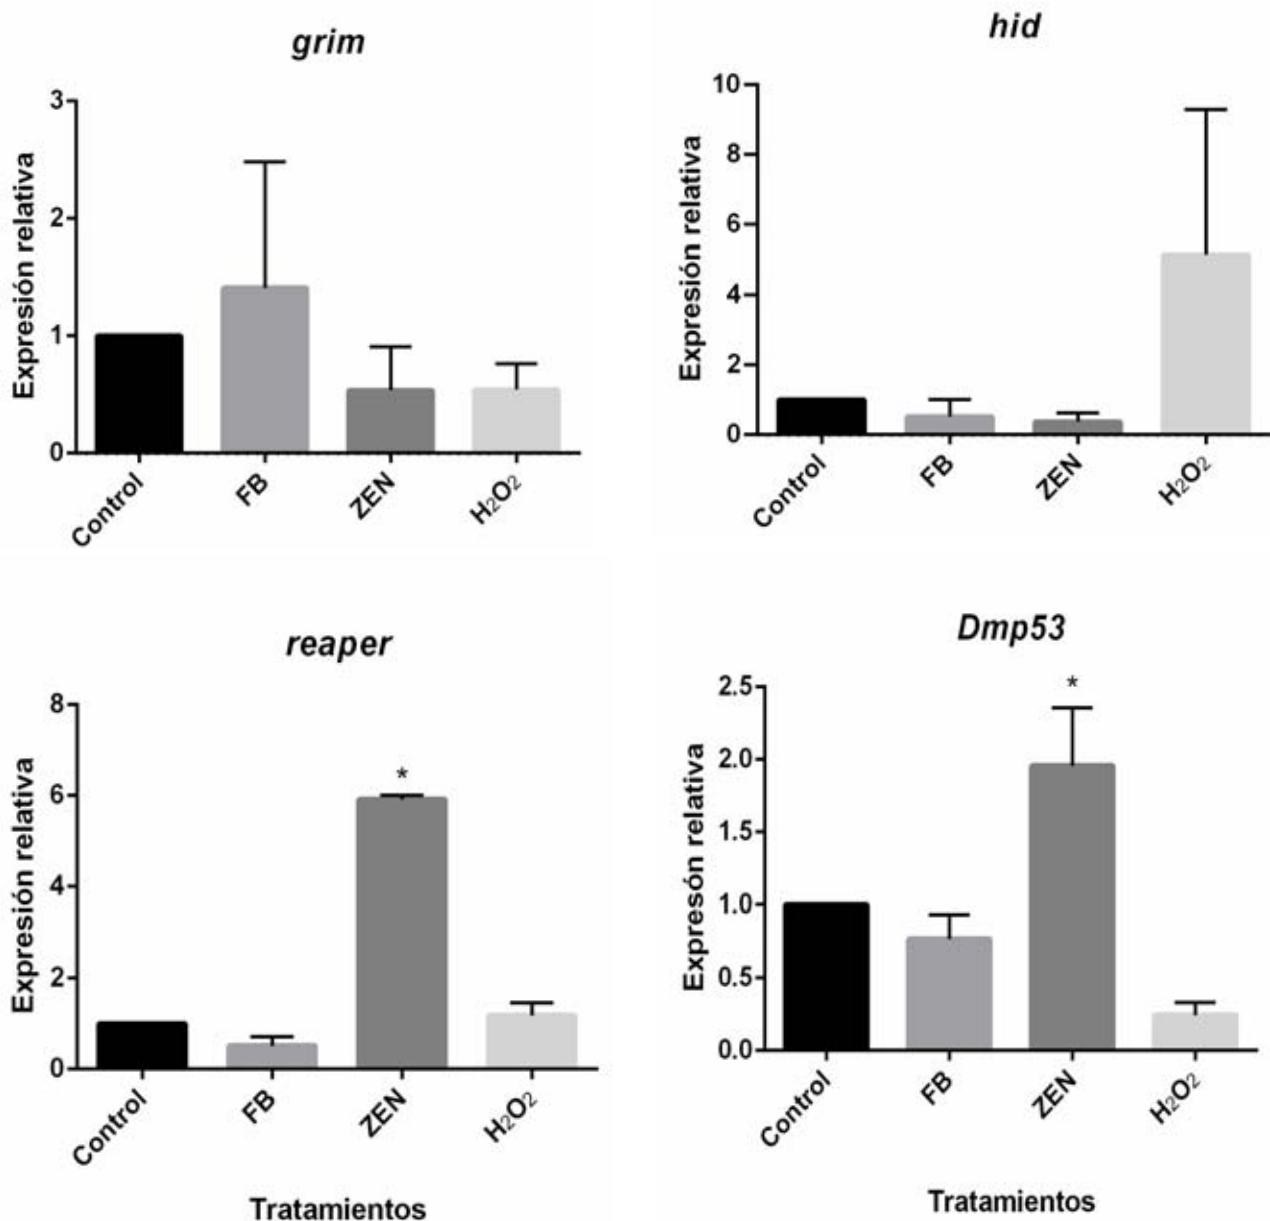 grim
Expresión relativa
3
2
1
0
Control
FB
ZEN
H₂O₂
hid
Expresión relativa
10
8
6
4
2
0
Control
FB
ZEN
H₂O₂
reaper
Expresión relativa
8
6
4
2
0
*
Control
FB
ZEN
H₂O₂
Tratamientos
Dmp53
Expresón relativa
2.5
2.0
1.5
1.0
0.5
0.0
*
Control
FB
ZEN
H₂O₂
Tratamientos